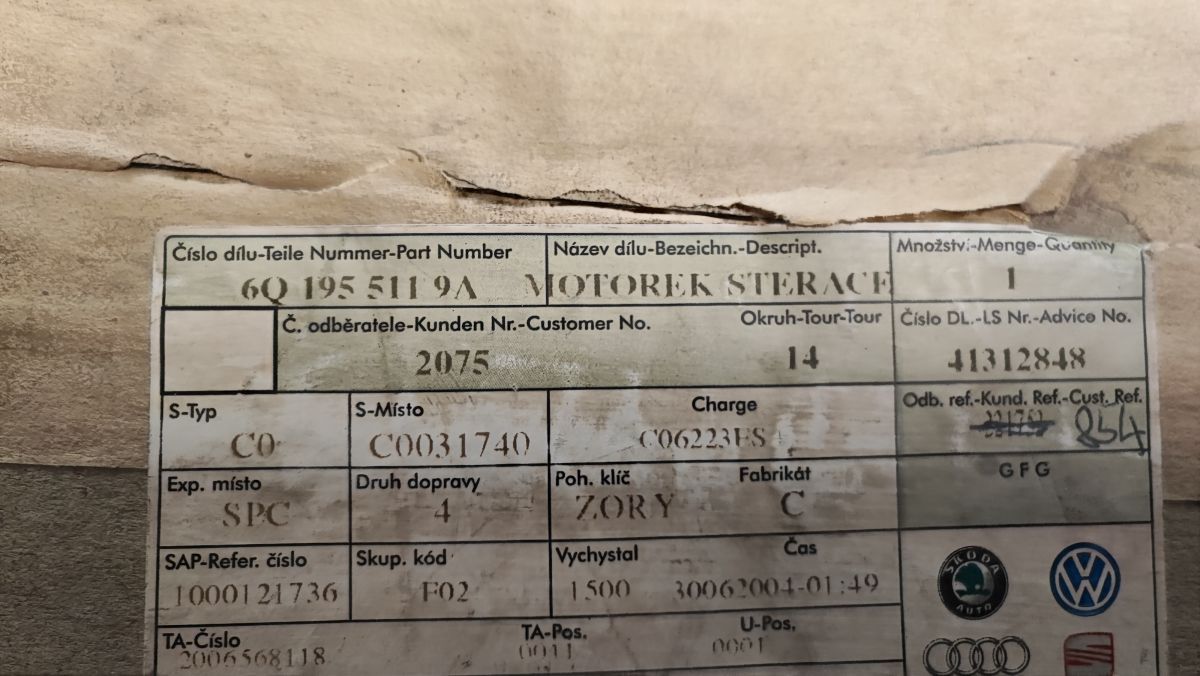 Číslo dílu-Teile Nummer-Part Number Název dílu-Bezeichn.-Descript. Množství-Menge-Quantity
6Q 195 511 9A MOTOREK STERACE 1
Č. odběratele-Kunden Nr.-Customer No. Okruh-Tour-Tour Číslo DL.-LS Nr.-Advice No.
2075 14 41312848
S-Typ S-Místo Charge Odb. ref.-Kund. Ref.-Cust. Ref.
C0 C0031740 C06223ES 854
Exp. místo Druh dopravy Poh. klíč Fabrikát GFG
SPC 4 ZORY C
SAP-Refer. číslo Skup. kód Vychystal Čas
1000121736 F02 1500 30062004-01:49
ŠKODA AUTO
TA-Číslo TA-Pos. U-Pos.
2006568118 0011 0001